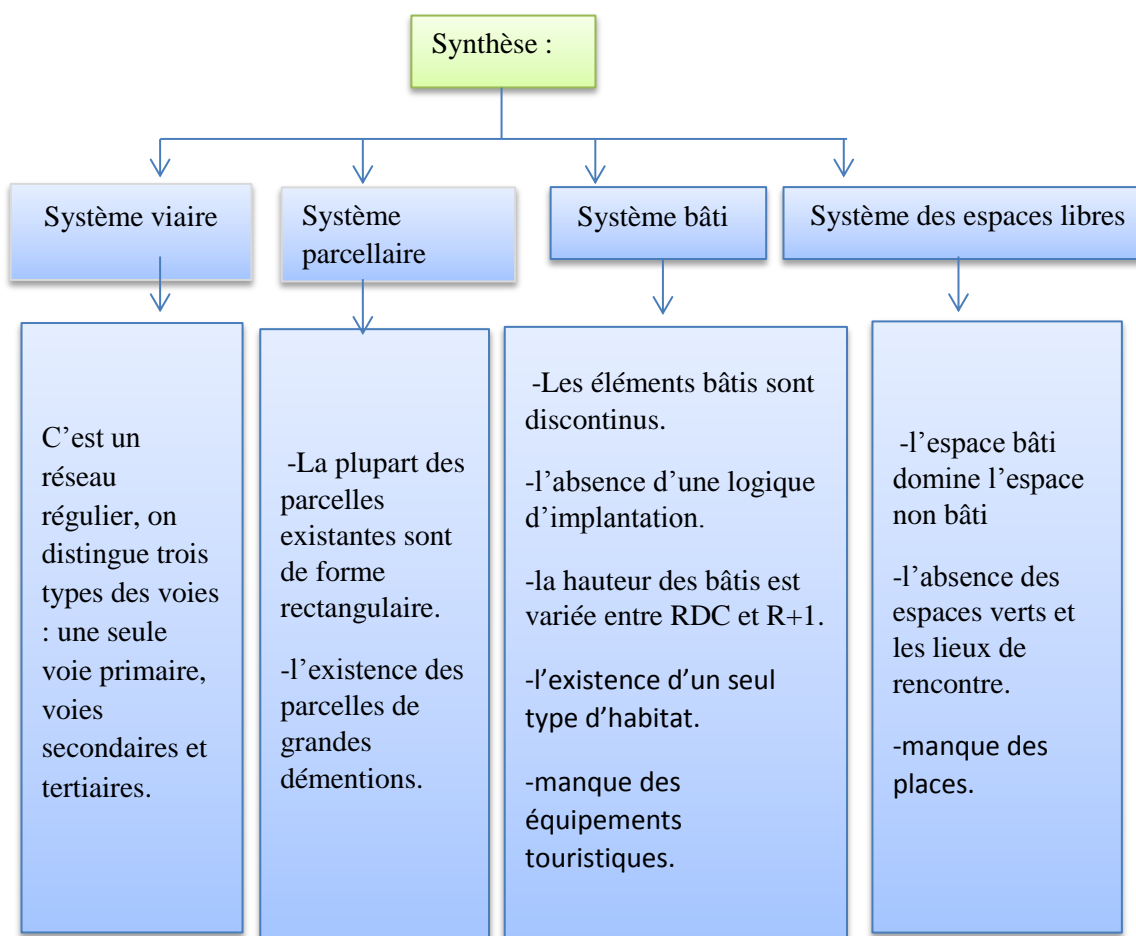 Synthèse :
Système viaire
Système
parcellaire
Système bâti
Système des espaces libres
C’est un
réseau
régulier, on
distingue trois
types des voies
: une seule
voie primaire,
voies
secondaires et
tertiaires.
-La plupart des
parcelles
existantes sont
de forme
rectangulaire.
-l’existence des
parcelles de
grandes
démentions.
-Les éléments bâtis sont
discontinus.
-l’absence d’une logique
d’implantation.
-la hauteur des bâtis est
variée entre RDC et R+1.
-l’existence d’un seul
type d’habitat.
-manque des
équipements
touristiques.
-l’espace bâti
domine l’espace
non bâti
-l’absence des
espaces verts et
les lieux de
rencontre.
-manque des
places.